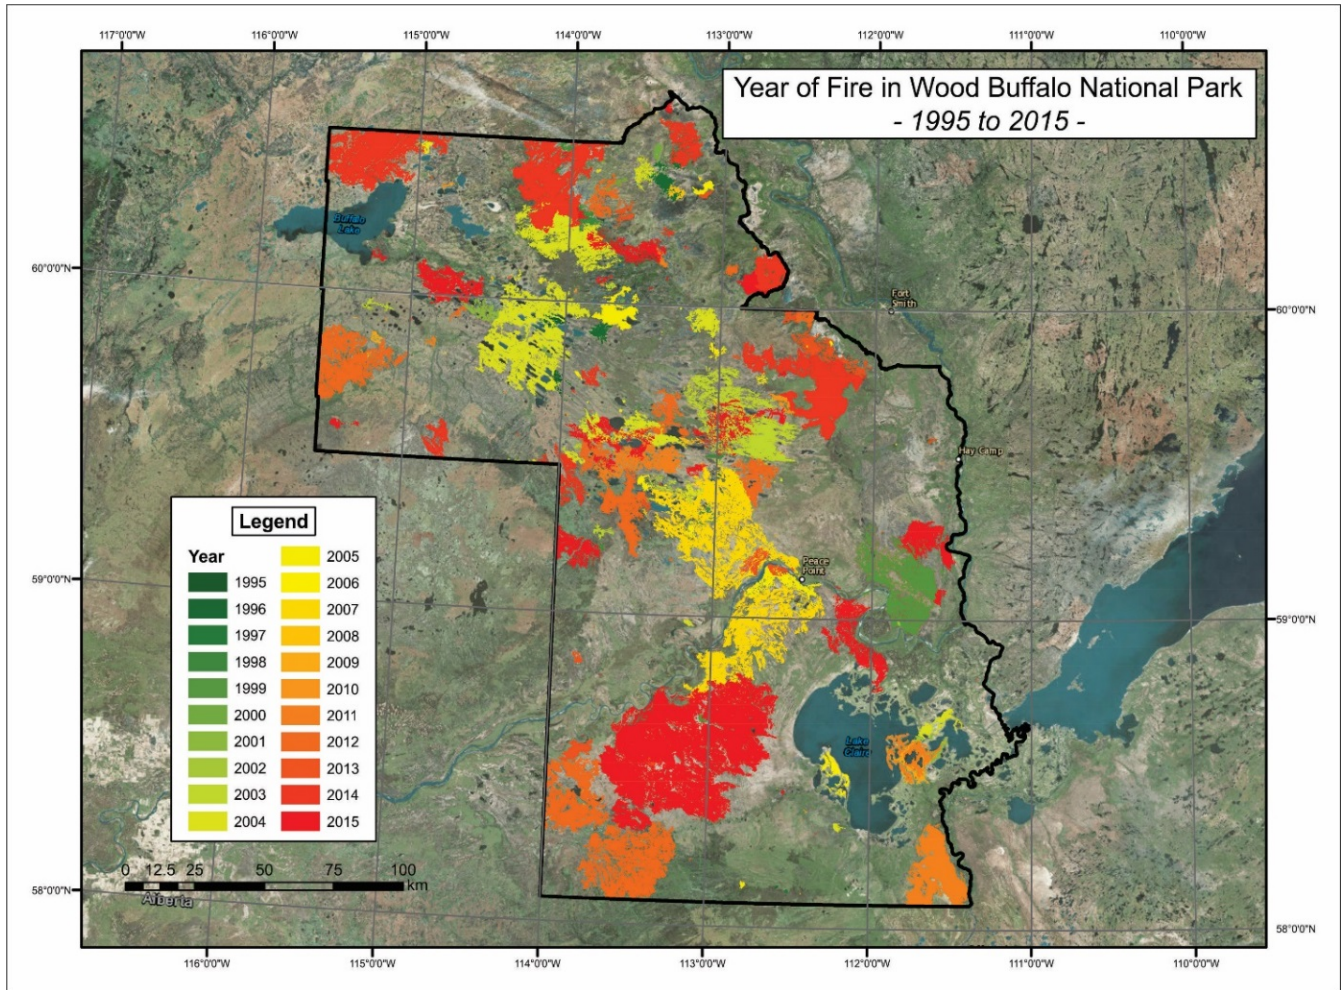 117°0'0"W 116°0'0"W 115°0'0"W 114°0'0"W 113°0'0"W 112°0'0"W 111°0'0"W 110°0'0"W
Year of Fire in Wood Buffalo National Park
- 1995 to 2015 -
Buffalo
Lake
60°0'0"N
Fort
Smith
60°0'0"N
Hay Camp
Legend
Year
1995
1996
1997
1998
1999
2000
2001
2002
2003
2004
2005
2006
2007
2008
2009
2010
2011
2012
2013
2014
2015
Peace
Point
59°0'0"N
59°0'0"N
Lake
Claire
0 12.5 25 50 75 100
km
58°0'0"N
Alberta
58°0'0"N
116°0'0"W 115°0'0"W 114°0'0"W 113°0'0"W 112°0'0"W 111°0'0"W 110°0'0"W